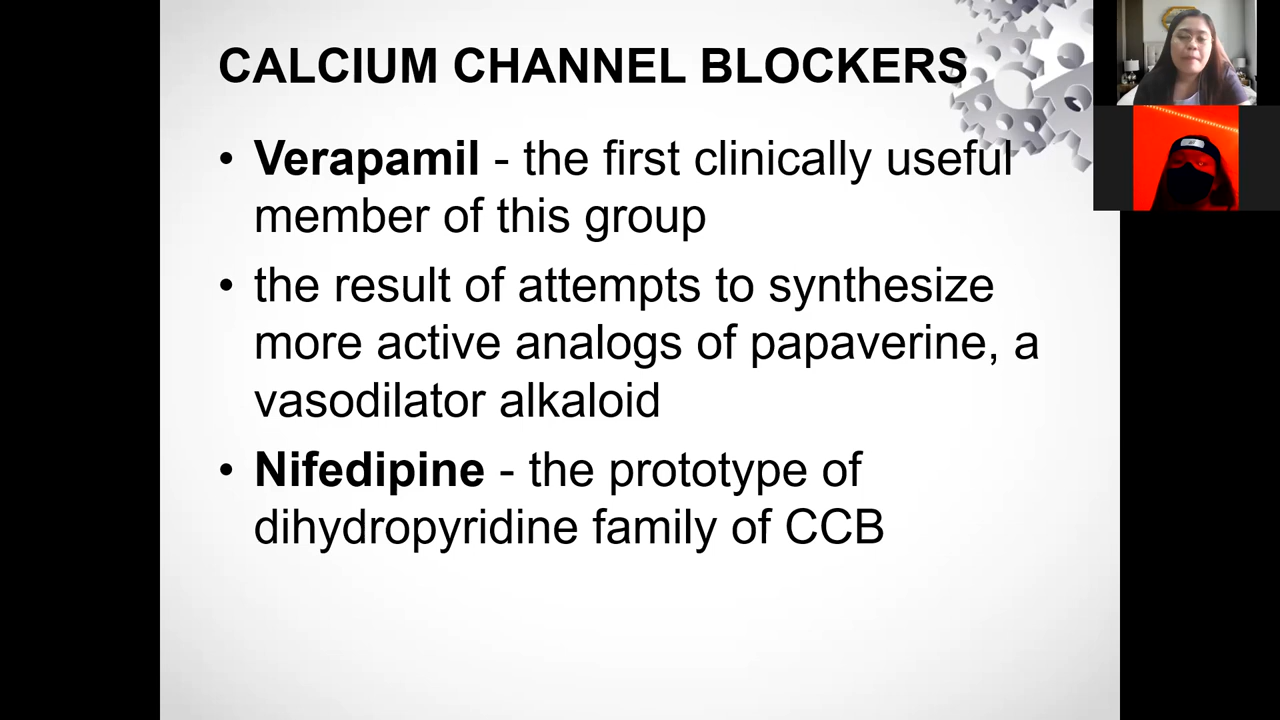 CALCIUM CHANNEL BLOCKERS
• Verapamil - the first clinically useful
member of this group
• the result of attempts to synthesize
more active analogs of papaverine, a
vasodilator alkaloid
• Nifedipine - the prototype of
dihydropyridine family of CCB